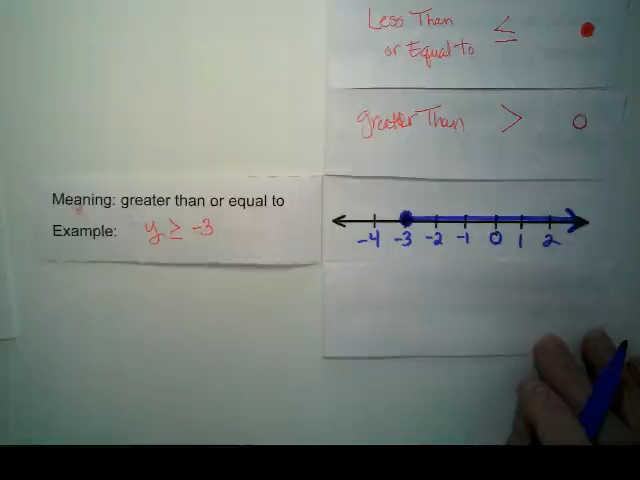 Less Than
or Equal to ≤
greater Than >
Meaning: greater than or equal to
Example: y ≥ -3
-4 -3 -2 -1 0 1 2